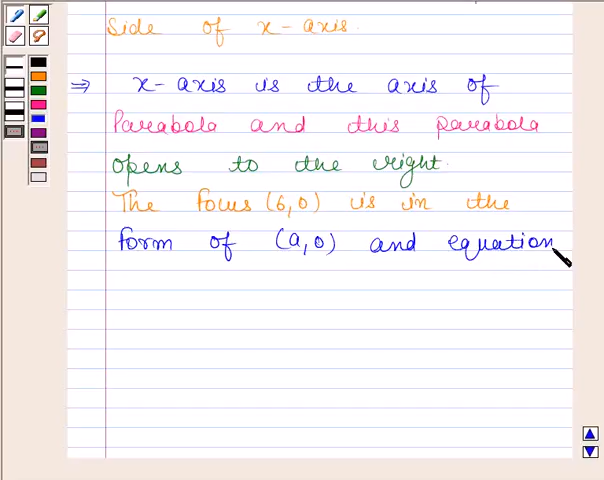 Side of x-axis.
⇒ x-axis is the axis of
Parabola and this parabola
opens to the right.
The focus (6,0) is in the
form of (a,0) and equation